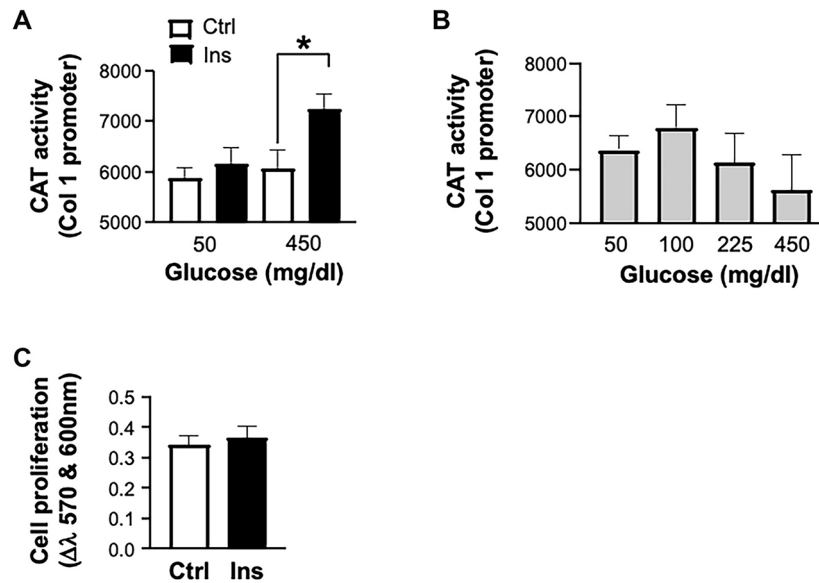 A
Ctrl
Ins
*
CAT activity
(Col 1 promoter)
8000
7000
6000
5000
50 450
Glucose (mg/dl)
B
CAT activity
(Col 1 promoter)
8000
7000
6000
5000
50 100 225 450
Glucose (mg/dl)
C
Cell proliferation
(Δλ 570 & 600nm)
0.5
0.4
0.3
0.2
0.1
0.0
Ctrl Ins